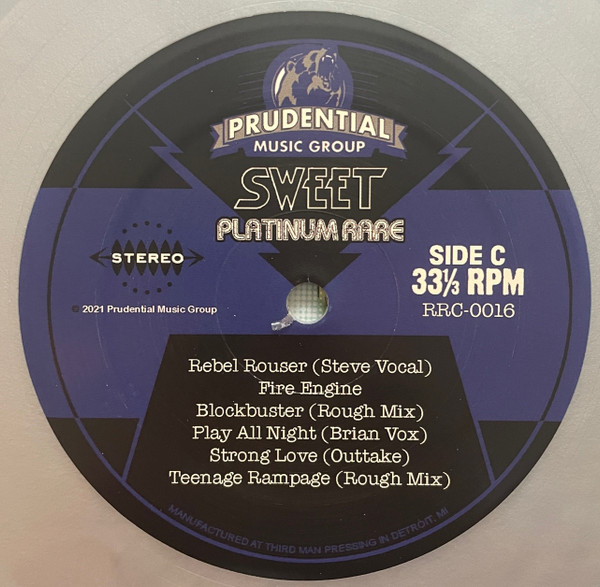 PRUDENTIAL
MUSIC GROUP
SWEET
PLATINUM RARE
STEREO
SIDE C
33⅓ RPM
RRC-0016
© 2021 Prudential Music Group
Rebel Rouser (Steve Vocal)
Fire Engine
Blockbuster (Rough Mix)
Play All Night (Brian Vox)
Strong Love (Outtake)
Teenage Rampage (Rough Mix)
MANUFACTURED AT THIRD MAN PRESSING IN DETROIT, MI